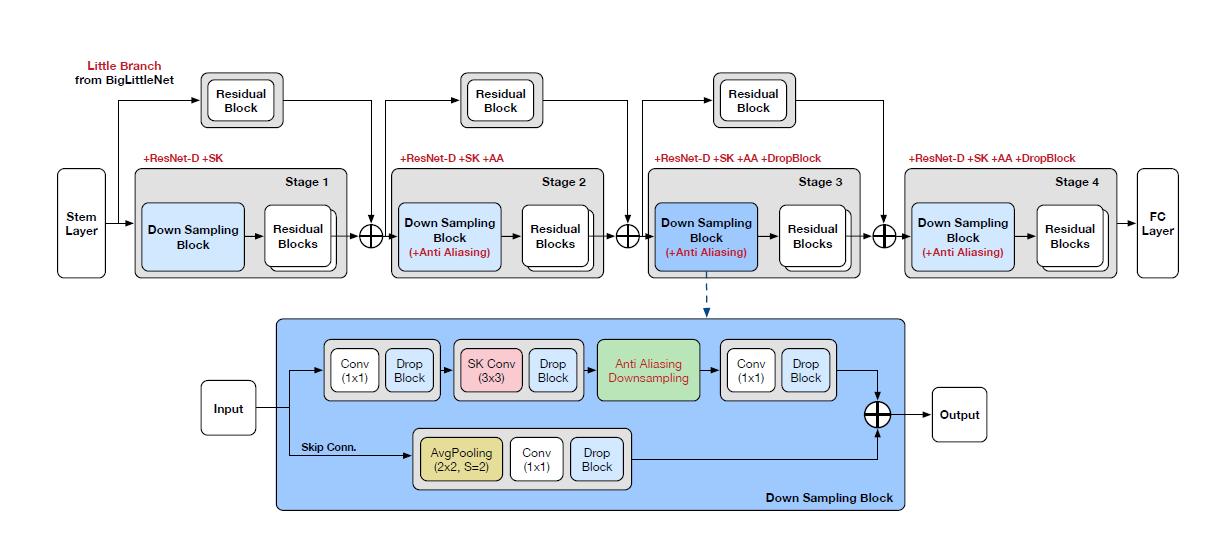 Little Branch
from BigLittleNet
Residual
Block
Residual
Block
Residual
Block
+ResNet-D +SK
+ResNet-D +SK +AA
+ResNet-D +SK +AA +DropBlock
+ResNet-D +SK +AA +DropBlock
Stem
Layer
Stage 1
Down Sampling
Block
Residual
Blocks
Stage 2
Down Sampling
Block
(+Anti Aliasing)
Residual
Blocks
Stage 3
Down Sampling
Block
(+Anti Aliasing)
Residual
Blocks
Stage 4
Down Sampling
Block
(+Anti Aliasing)
Residual
Blocks
FC
Layer
Input
Conv
(1x1)
Drop
Block
SK Conv
(3x3)
Drop
Block
Anti Aliasing
Downsampling
Conv
(1x1)
Drop
Block
Skip Conn.
AvgPooling
(2x2, S=2)
Conv
(1x1)
Drop
Block
Output
Down Sampling Block